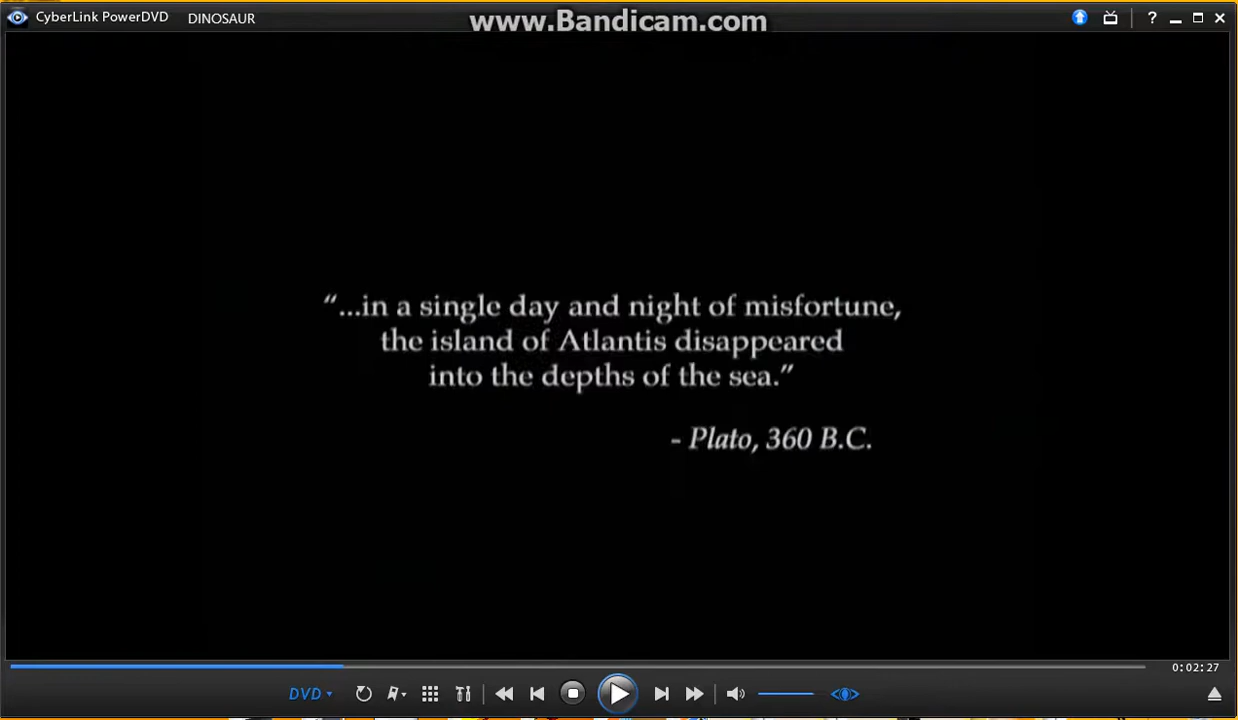 CyberLink PowerDVD DINOSAUR
www.Bandicam.com
“...in a single day and night of misfortune,
the island of Atlantis disappeared
into the depths of the sea.”
- Plato, 360 B.C.
0:02:27
DVD